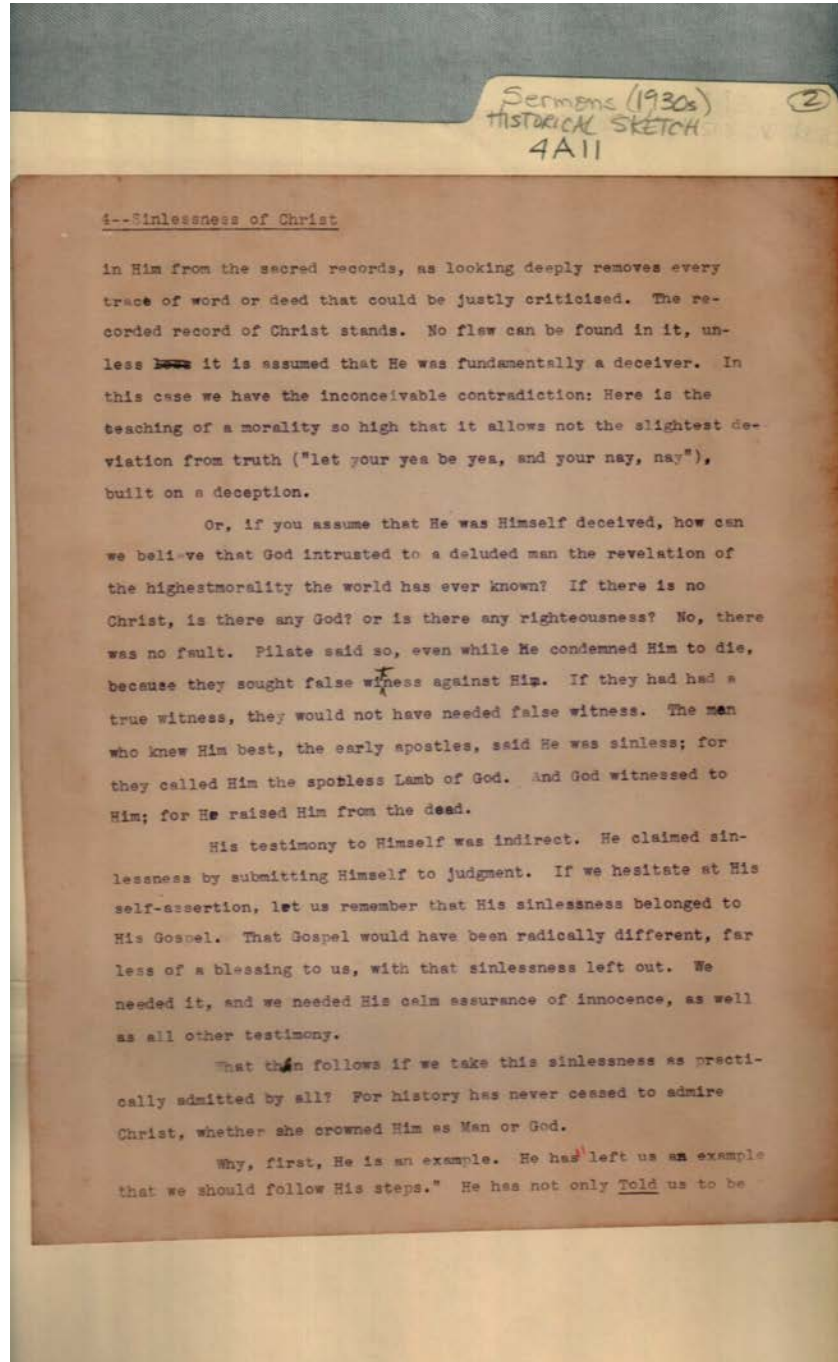 Sermons (1930s)
HISTORICAL SKETCH
4A11
2
4--Sinlessness of Christ
in Him from the sacred records, as looking deeply removes every
trace of word or deed that could be justly criticised. The re-
corded record of Christ stands. No flaw can be found in it, un-
less it is assumed that He was fundamentally a deceiver. In
this case we have the inconceivable contradiction: Here is the
teaching of a morality so high that it allows not the slightest de-
viation from truth ("let your yea be yea, and your nay, nay"),
built on a deception.
Or, if you assume that He was Himself deceived, how can
we believe that God intrusted to a deluded man the revelation of
the highestmorality the world has ever known? If there is no
Christ, is there any God? or is there any righteousness? No, there
was no fault. Pilate said so, even while He condemned Him to die,
because they sought false witness against Him. If they had had a
true witness, they would not have needed false witness. The men
who knew Him best, the early apostles, said He was sinless; for
they called Him the spotless Lamb of God. And God witnessed to
Him; for He raised Him from the dead.
His testimony to Himself was indirect. He claimed sin-
lessness by submitting Himself to judgment. If we hesitate at His
self-assertion, let us remember that His sinlessness belonged to
His Gospel. That Gospel would have been radically different, far
less of a blessing to us, with that sinlessness left out. We
needed it, and we needed His calm assurance of innocence, as well
as all other testimony.
What then follows if we take this sinlessness as practi-
cally admitted by all? For history has never ceased to admire
Christ, whether she crowned Him as Man or God.
Why, first, He is an example. He has "left us an example
that we should follow His steps." He has not only Told us to be